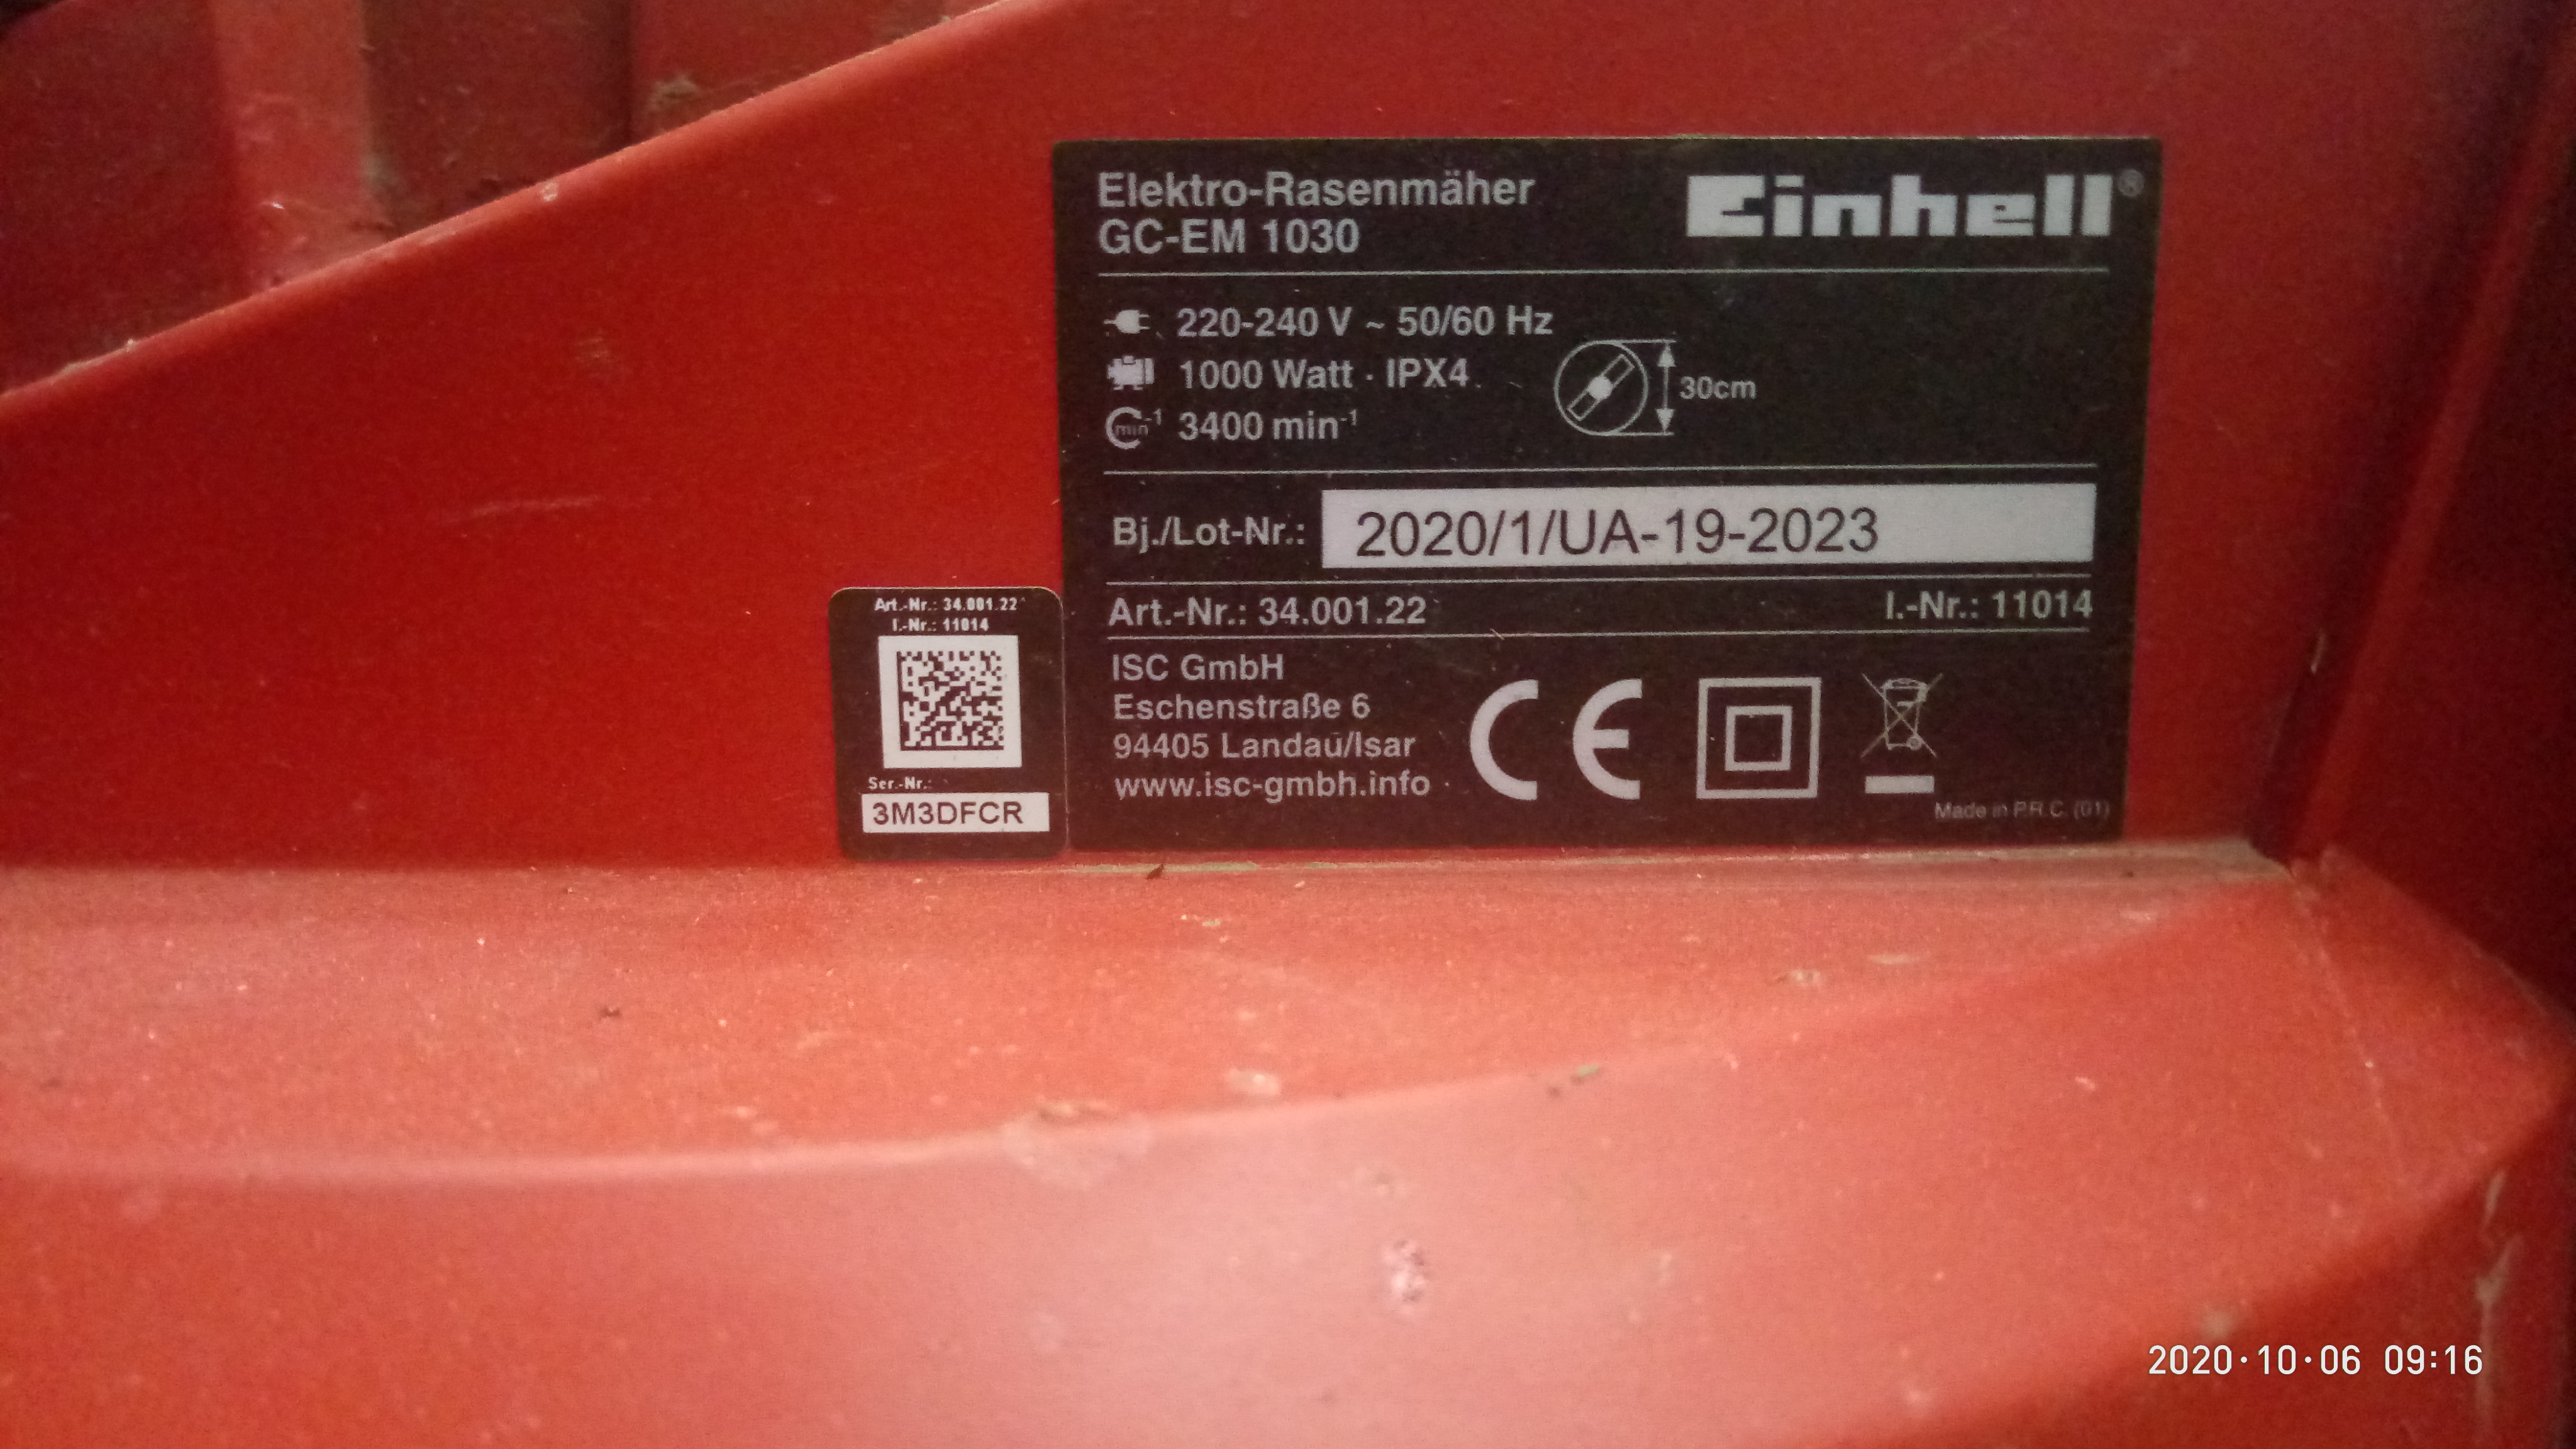 Elektro-Rasenmäher
GC-EM 1030
Einhell®
220-240 V ~ 50/60 Hz
1000 Watt · IPX4
min-1 3400 min-1
30cm
Bj./Lot-Nr.: 2020/1/UA-19-2023
Art.-Nr.: 34.001.22 I.-Nr.: 11014
ISC GmbH
Eschenstraße 6
94405 Landau/Isar
www.isc-gmbh.info
CE
Made in P.R.C. (01)
Art.-Nr.: 34.001.22
I.-Nr.: 11014
Ser.-Nr.:
3M3DFCR
2020·10·06 09:16